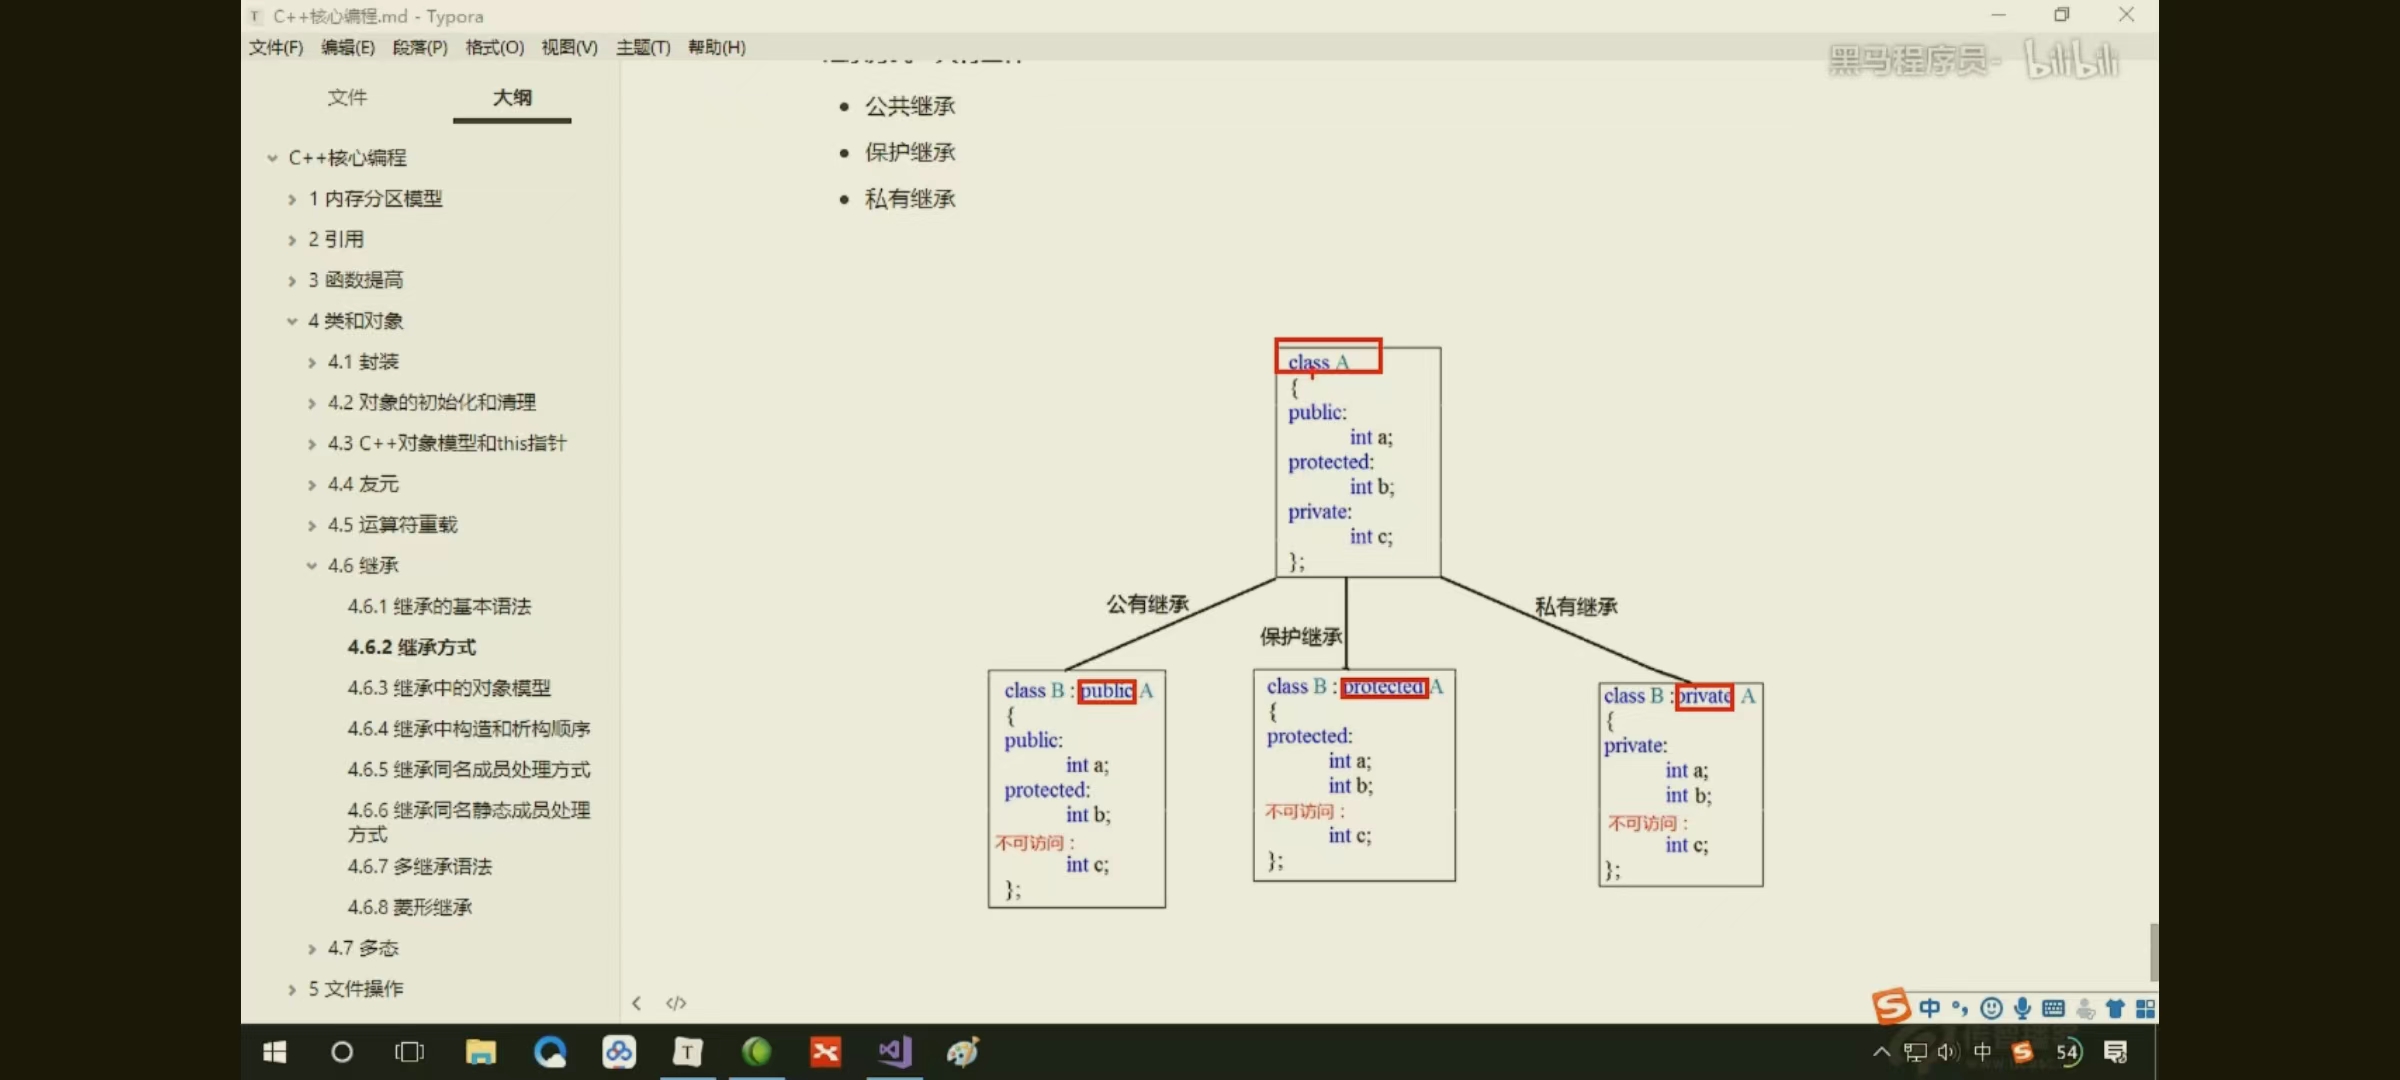 C++核心编程.md - Typora
文件(F) 编辑(E) 段落(P) 格式(O) 视图(V) 主题(T) 帮助(H)
黑马程序员- bilibili
文件 大纲
C++核心编程
1 内存分区模型
2 引用
3 函数提高
4 类和对象
4.1 封装
4.2 对象的初始化和清理
4.3 C++对象模型和this指针
4.4 友元
4.5 运算符重载
4.6 继承
4.6.1 继承的基本语法
4.6.2 继承方式
4.6.3 继承中的对象模型
4.6.4 继承中构造和析构顺序
4.6.5 继承同名成员处理方式
4.6.6 继承同名静态成员处理
方式
4.6.7 多继承语法
4.6.8 菱形继承
4.7 多态
5 文件操作
公共继承
保护继承
私有继承
class A
{
public:
int a;
protected:
int b;
private:
int c;
};
公有继承
保护继承
私有继承
class B : public A
{
public:
int a;
protected:
int b;
不可访问：
int c;
};
class B : protected A
{
protected:
int a;
int b;
不可访问：
int c;
};
class B :private A
{
private:
int a;
int b;
不可访问：
int c;
};
中
中 54